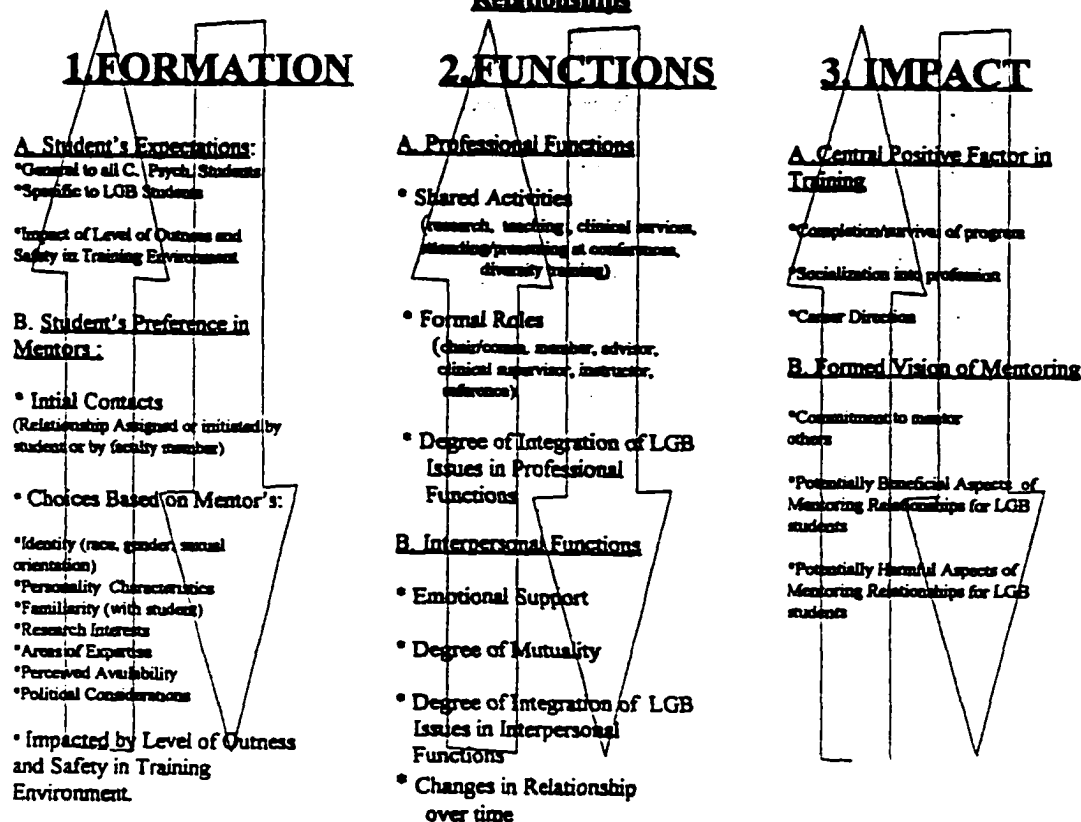 Relationships
1.FORMATION
A. Student's Expectations:
*General to all C. Psych. Students
*Specific to LGB Students
*Impact of Level of Outness and
Safety in Training Environment
B. Student's Preference in
Mentors :
* Intial Contacts
(Relationship Assigned or initiated by
student or by faculty member)
* Choices Based on Mentor's:
*Identity (race, gender, sexual
orientation)
*Personality Characteristics
*Familiarity (with student)
*Research Interests
*Areas of Expertise
*Perceived Availability
*Political Considerations
* Impacted by Level of Outness
and Safety in Training
Environment.
2.FUNCTIONS
A. Professional Functions
* Shared Activities
(research, teaching, clinical services,
attending/presenting at conferences,
diversity training)
* Formal Roles
(chair/comm. member, advisor,
clinical supervisor, instructor,
reference)
* Degree of Integration of LGB
Issues in Professional
Functions
B. Interpersonal Functions
* Emotional Support
* Degree of Mutuality
* Degree of Integration of LGB
Issues in Interpersonal
Functions
* Changes in Relationship
over time
3. IMPACT
A. Central Positive Factor in
Training
*Completion/survival of program
*Socialization into profession
*Career Direction
B. Formed Vision of Mentoring
*Commitment to mentor
others
*Potentially Beneficial Aspects of
Mentoring Relationships for LGB
students
*Potentially Harmful Aspects of
Mentoring Relationships for LGB
students